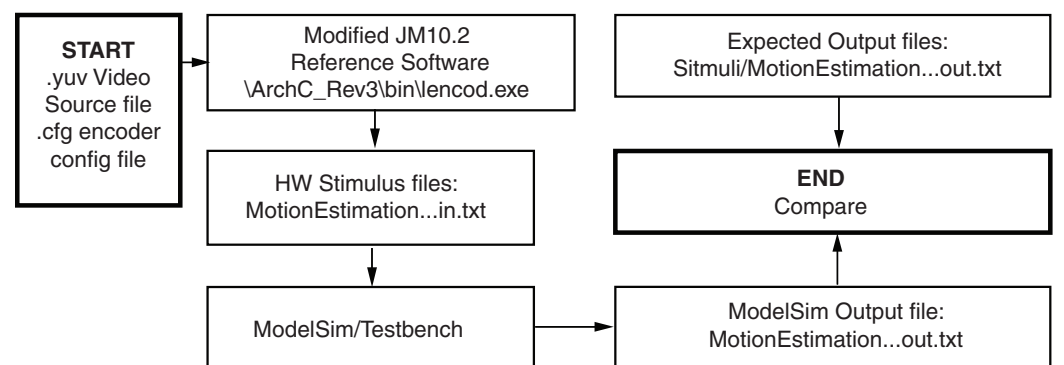 START
.yuv Video
Source file
.cfg encoder
config file
Modified JM10.2
Reference Software
\ArchC_Rev3\bin\lencod.exe
HW Stimulus files:
MotionEstimation...in.txt
ModelSim/Testbench
Expected Output files:
Sitmuli/MotionEstimation...out.txt
END
Compare
ModelSim Output file:
MotionEstimation...out.txt